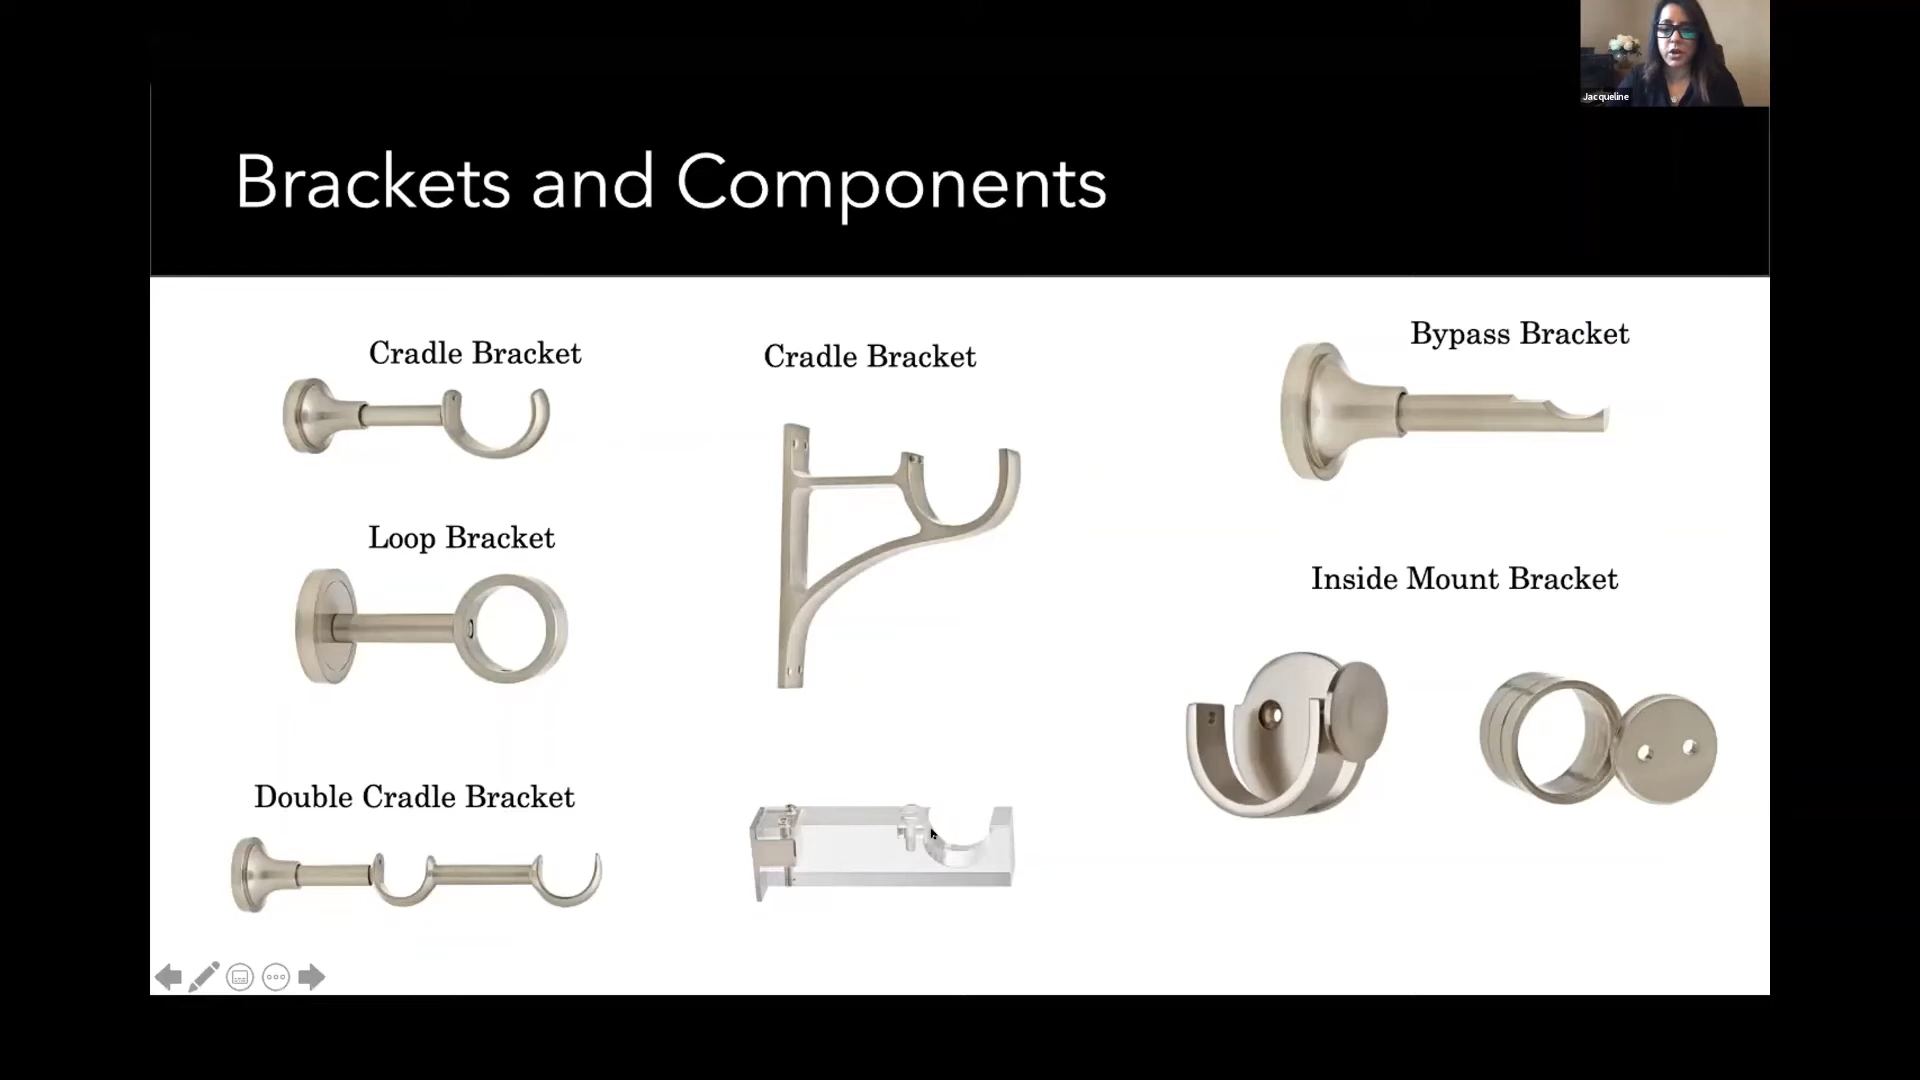 Jacqueline
Brackets and Components
Cradle Bracket
Cradle Bracket
Bypass Bracket
Loop Bracket
Inside Mount Bracket
Double Cradle Bracket